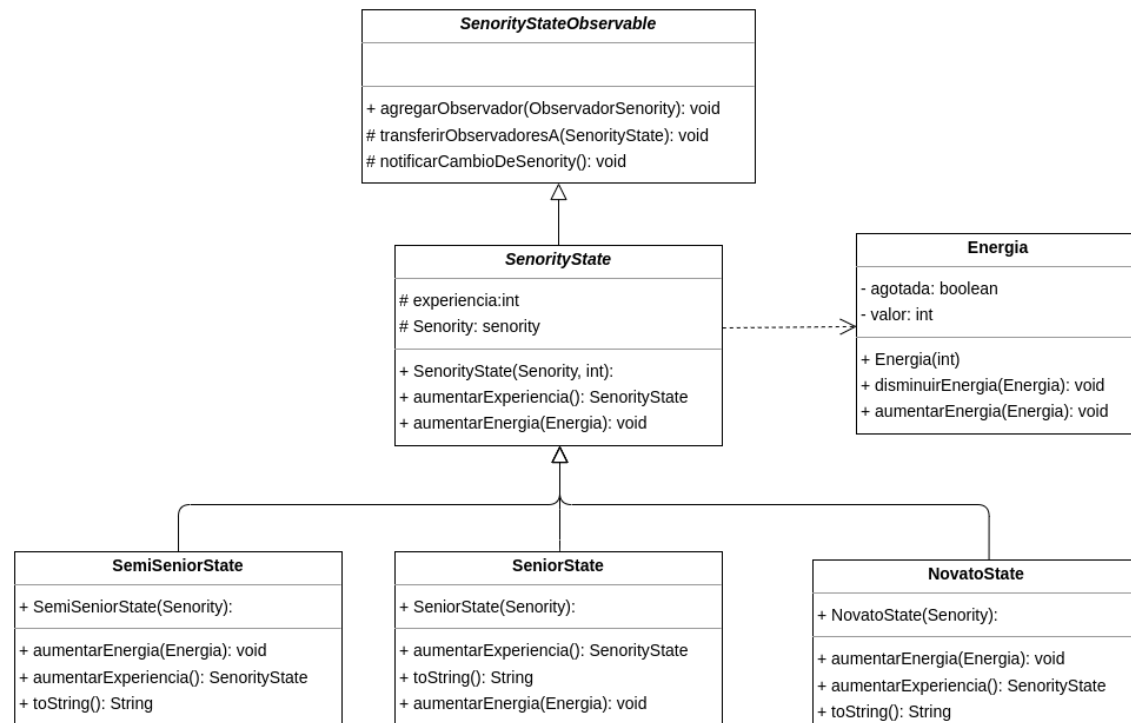 SenorityStateObservable
+ agregarObservador(ObservadorSenority): void
# transferirObservadoresA(SenorityState): void
# notificarCambioDeSenority(): void
SenorityState
# experiencia:int
# Senority: senority
+ SenorityState(Senority, int):
+ aumentarExperiencia(): SenorityState
+ aumentarEnergia(Energia): void
Energia
- agotada: boolean
- valor: int
+ Energia(int)
+ disminuirEnergia(Energia): void
+ aumentarEnergia(Energia): void
SemiSeniorState
+ SemiSeniorState(Senority):
+ aumentarEnergia(Energia): void
+ aumentarExperiencia(): SenorityState
+ toString(): String
SeniorState
+ SeniorState(Senority):
+ aumentarExperiencia(): SenorityState
+ toString(): String
+ aumentarEnergia(Energia): void
NovatoState
+ NovatoState(Senority):
+ aumentarEnergia(Energia): void
+ aumentarExperiencia(): SenorityState
+ toString(): String